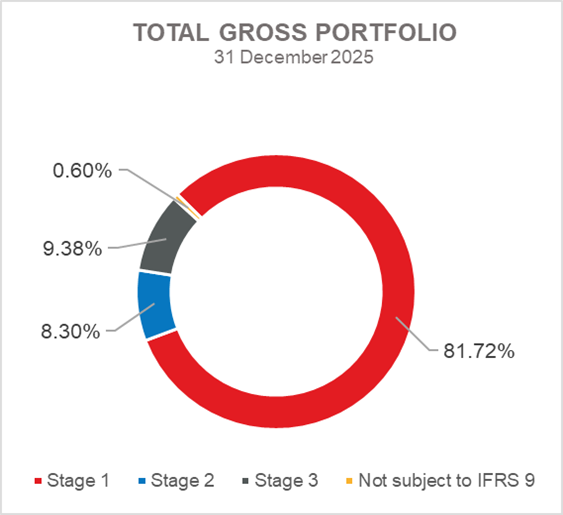 TOTAL GROSS PORTFOLIO
31 December 2025
0.60%
9.38%
8.30%
81.72%
Stage 1 Stage 2 Stage 3 Not subject to IFRS 9